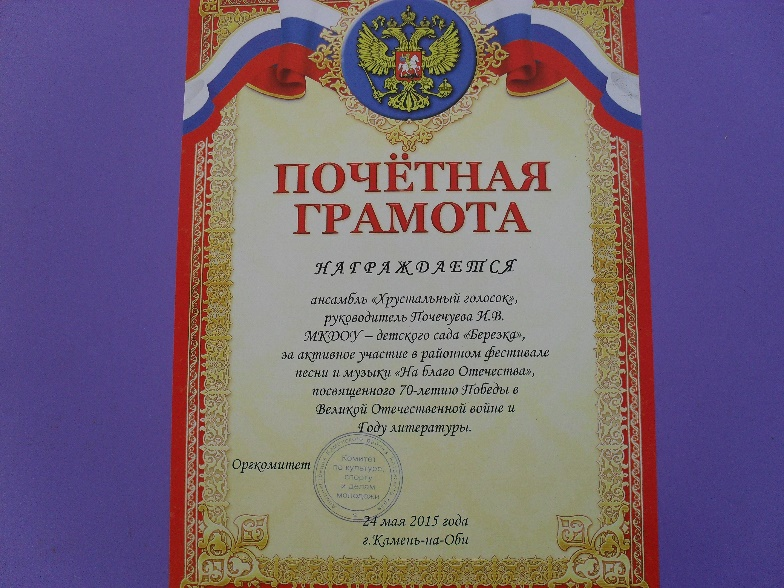 ПОЧЁТНАЯ
ГРАМОТА
НАГРАЖДАЕТСЯ
ансамбль «Хрустальный голосок»,
руководитель Почечуева И.В.
МКДОУ – детского сада «Березка»,
за активное участие в районном фестивале
песни и музыки «На благо Отечества»,
посвященного 70-летию Победы в
Великой Отечественной войне и
Году литературы.
Оргкомитет
Комитет
по культуре,
спорту
и делам
молодежи
24 мая 2015 года
г.Камень-на-Оби